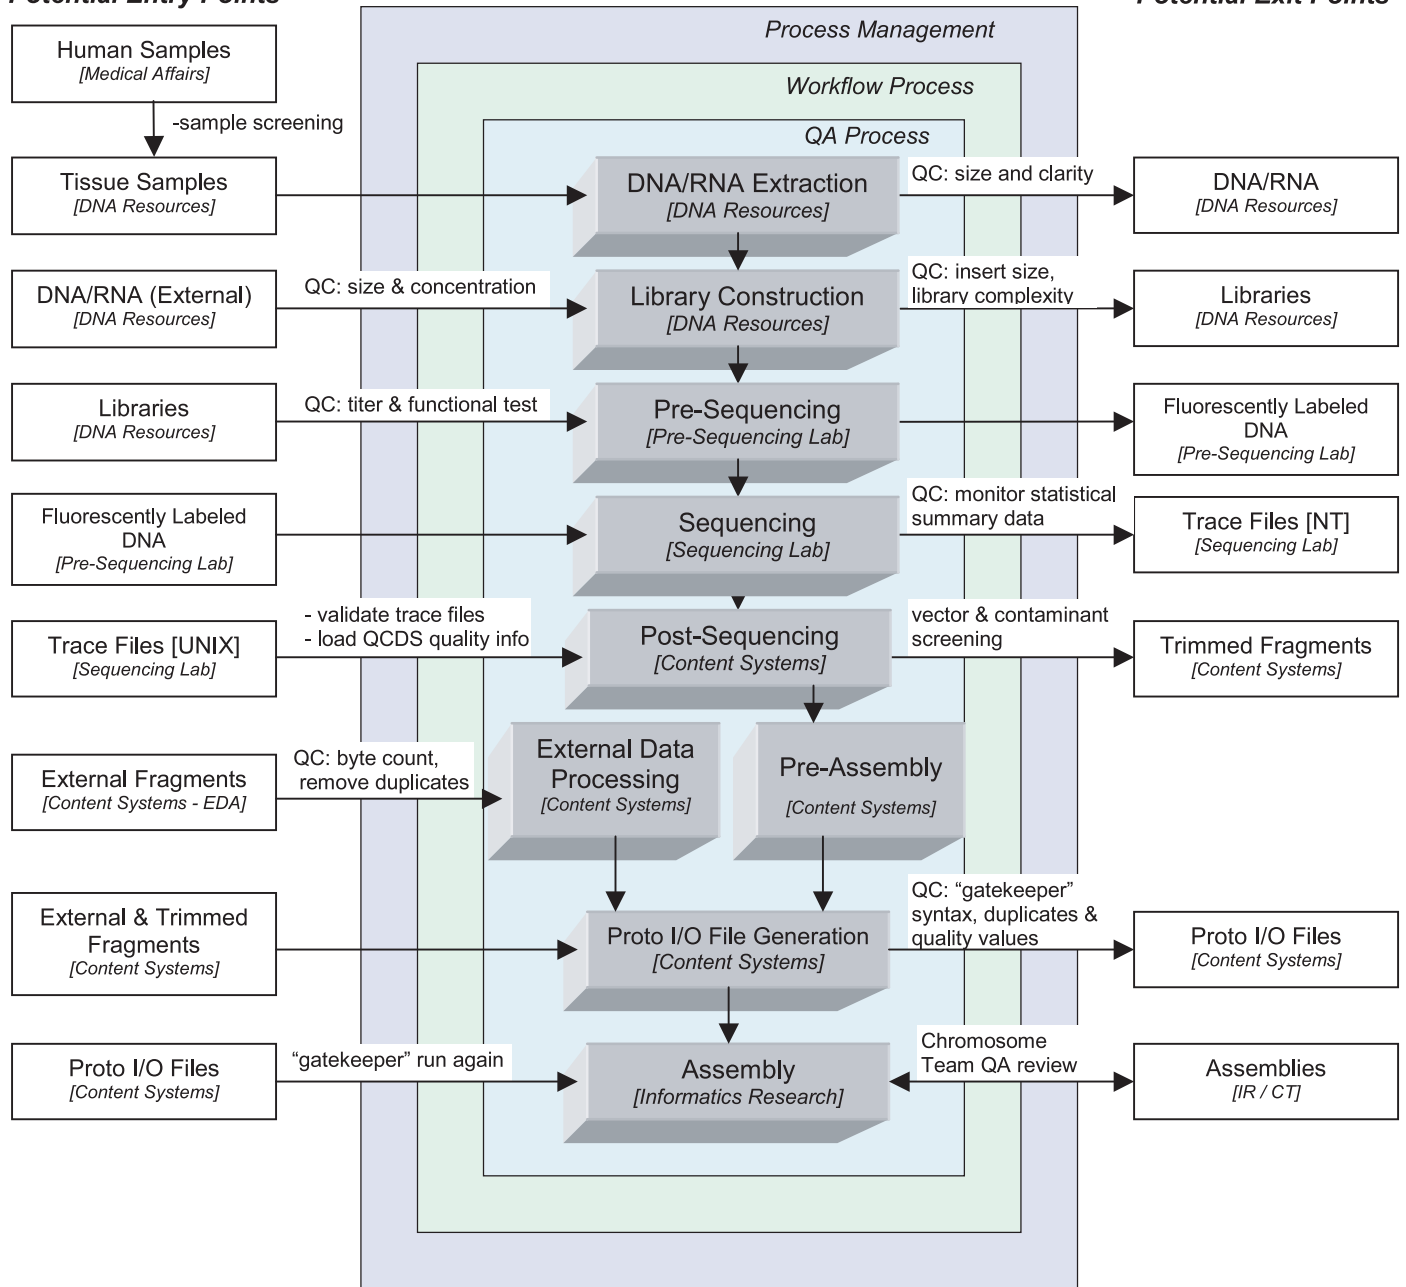 Potential Entry Points
Potential Exit Points
Process Management
Workflow Process
QA Process
Human Samples
[Medical Affairs]
-sample screening
Tissue Samples
[DNA Resources]
DNA/RNA Extraction
[DNA Resources]
QC: size and clarity
DNA/RNA
[DNA Resources]
DNA/RNA (External)
[DNA Resources]
QC: size & concentration
Library Construction
[DNA Resources]
QC: insert size,
library complexity
Libraries
[DNA Resources]
Libraries
[DNA Resources]
QC: titer & functional test
Pre-Sequencing
[Pre-Sequencing Lab]
Fluorescently Labeled
DNA
[Pre-Sequencing Lab]
Fluorescently Labeled
DNA
[Pre-Sequencing Lab]
Sequencing
[Sequencing Lab]
QC: monitor statistical
summary data
Trace Files [NT]
[Sequencing Lab]
Trace Files [UNIX]
[Sequencing Lab]
- validate trace files
- load QCDS quality info
Post-Sequencing
[Content Systems]
vector & contaminant
screening
Trimmed Fragments
[Content Systems]
External Fragments
[Content Systems - EDA]
QC: byte count,
remove duplicates
External Data
Processing
[Content Systems]
Pre-Assembly
[Content Systems]
External & Trimmed
Fragments
[Content Systems]
Proto I/O File Generation
[Content Systems]
QC: “gatekeeper”
syntax, duplicates &
quality values
Proto I/O Files
[Content Systems]
Proto I/O Files
[Content Systems]
“gatekeeper” run again
Assembly
[Informatics Research]
Chromosome
Team QA review
Assemblies
[IR / CT]